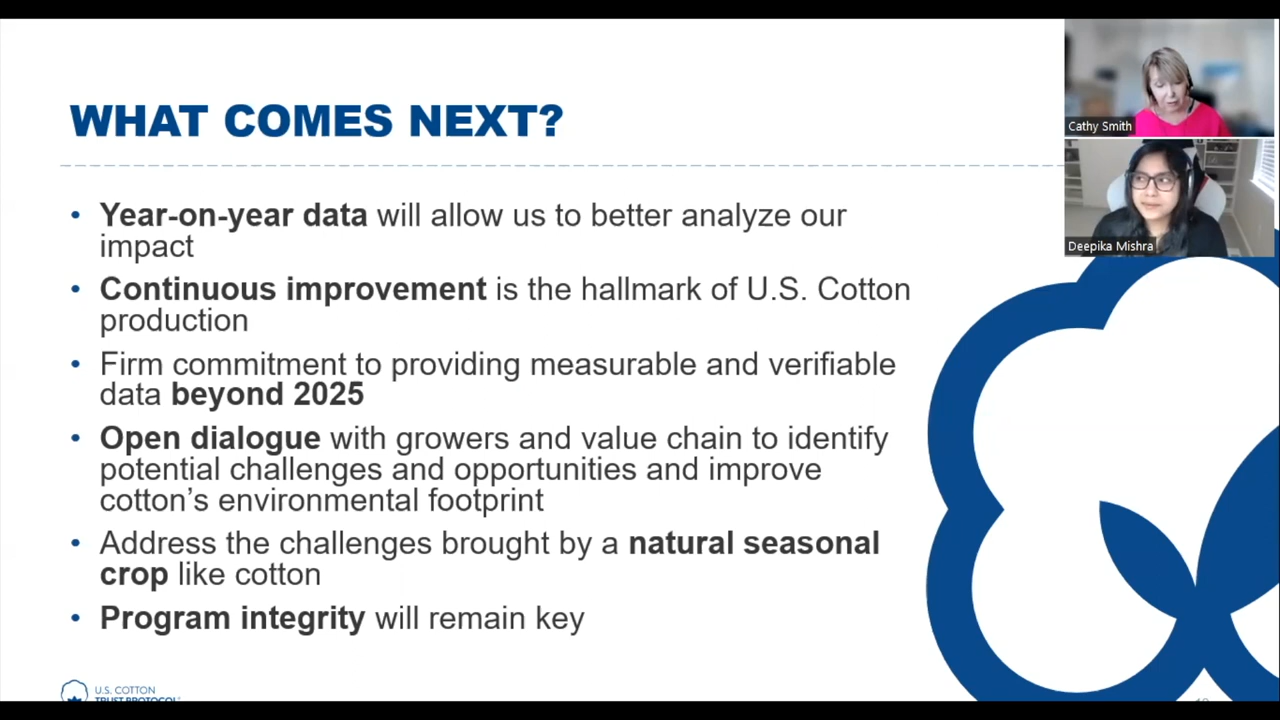 WHAT COMES NEXT?
Cathy Smith
Deepika Mishra
• Year-on-year data will allow us to better analyze our
impact
• Continuous improvement is the hallmark of U.S. Cotton
production
• Firm commitment to providing measurable and verifiable
data beyond 2025
• Open dialogue with growers and value chain to identify
potential challenges and opportunities and improve
cotton’s environmental footprint
• Address the challenges brought by a natural seasonal
crop like cotton
• Program integrity will remain key
U.S. COTTON
TRUST PROTOCOL